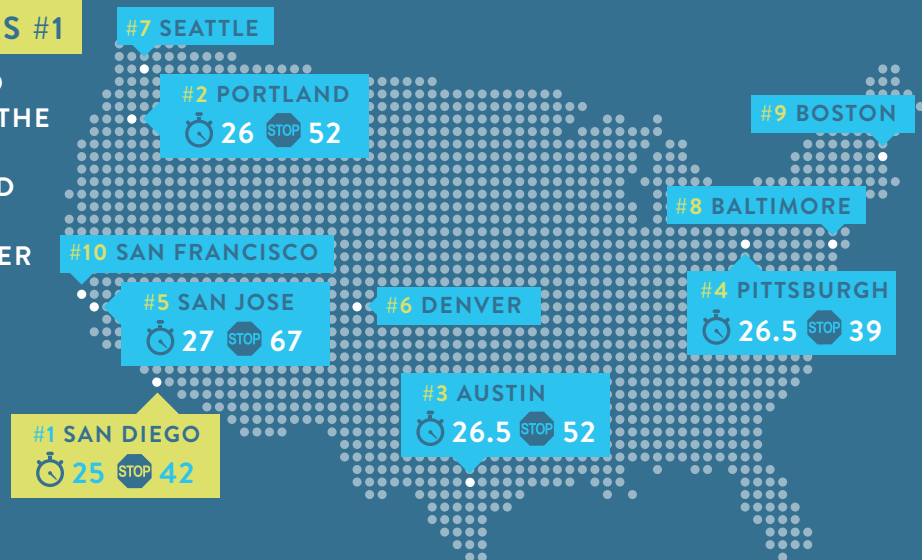 S #1
THE
D
ER
#7 SEATTLE
#2 PORTLAND
26 STOP 52
#9 BOSTON
#8 BALTIMORE
#10 SAN FRANCISCO
#5 SAN JOSE
27 STOP 67
#6 DENVER
#4 PITTSBURGH
26.5 STOP 39
#3 AUSTIN
26.5 STOP 52
#1 SAN DIEGO
25 STOP 42